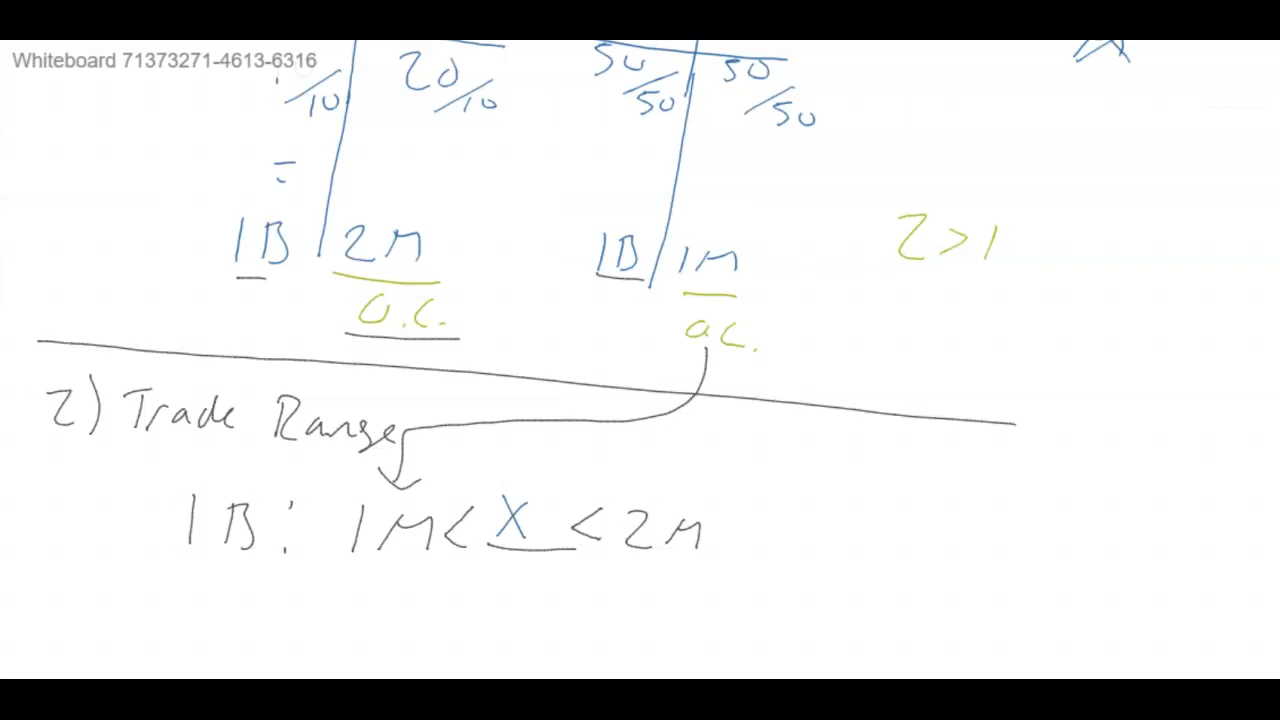 Whiteboard 71373271-4613-6316
/10 20/10 50/50 50/50
=
1B 2M 1B 1M 2>1
O.C. O.C.
2) Trade Range
1B: 1M< X <2M